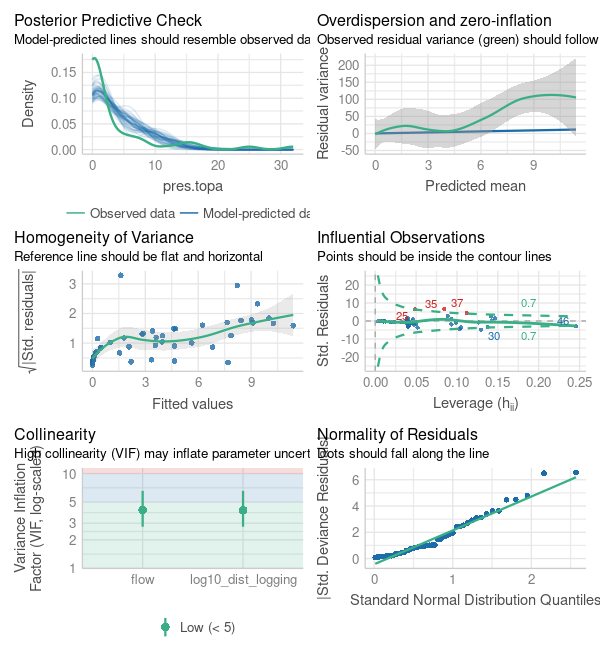 Posterior Predictive Check
Model-predicted lines should resemble observed da
Density
0.15
0.10
0.05
0.00
0
10
20
30
pres.topa
Observed data
Model-predicted da
Overdispersion and zero-inflation
Observed residual variance (green) should follow
Residual variance
200
150
100
50
0
-50
0
3
6
9
Predicted mean
Homogeneity of Variance
Reference line should be flat and horizontal
√|Std. residuals|
3
2
1
0
3
6
9
Fitted values
Influential Observations
Points should be inside the contour lines
Std. Residuals
20
10
0
-10
-20
25
35
37
0.7
46
30
0.7
0.00
0.05
0.10
0.15
0.20
0.25
Leverage (hii)
Collinearity
High collinearity (VIF) may inflate parameter uncert
Variance Inflation
Factor (VIF, log-scaled)
10
5
3
2
1
flow
log10_dist_logging
Low (< 5)
Normality of Residuals
Dots should fall along the line
|Std. Deviance Residuals|
6
4
2
0
0
1
2
Standard Normal Distribution Quantiles